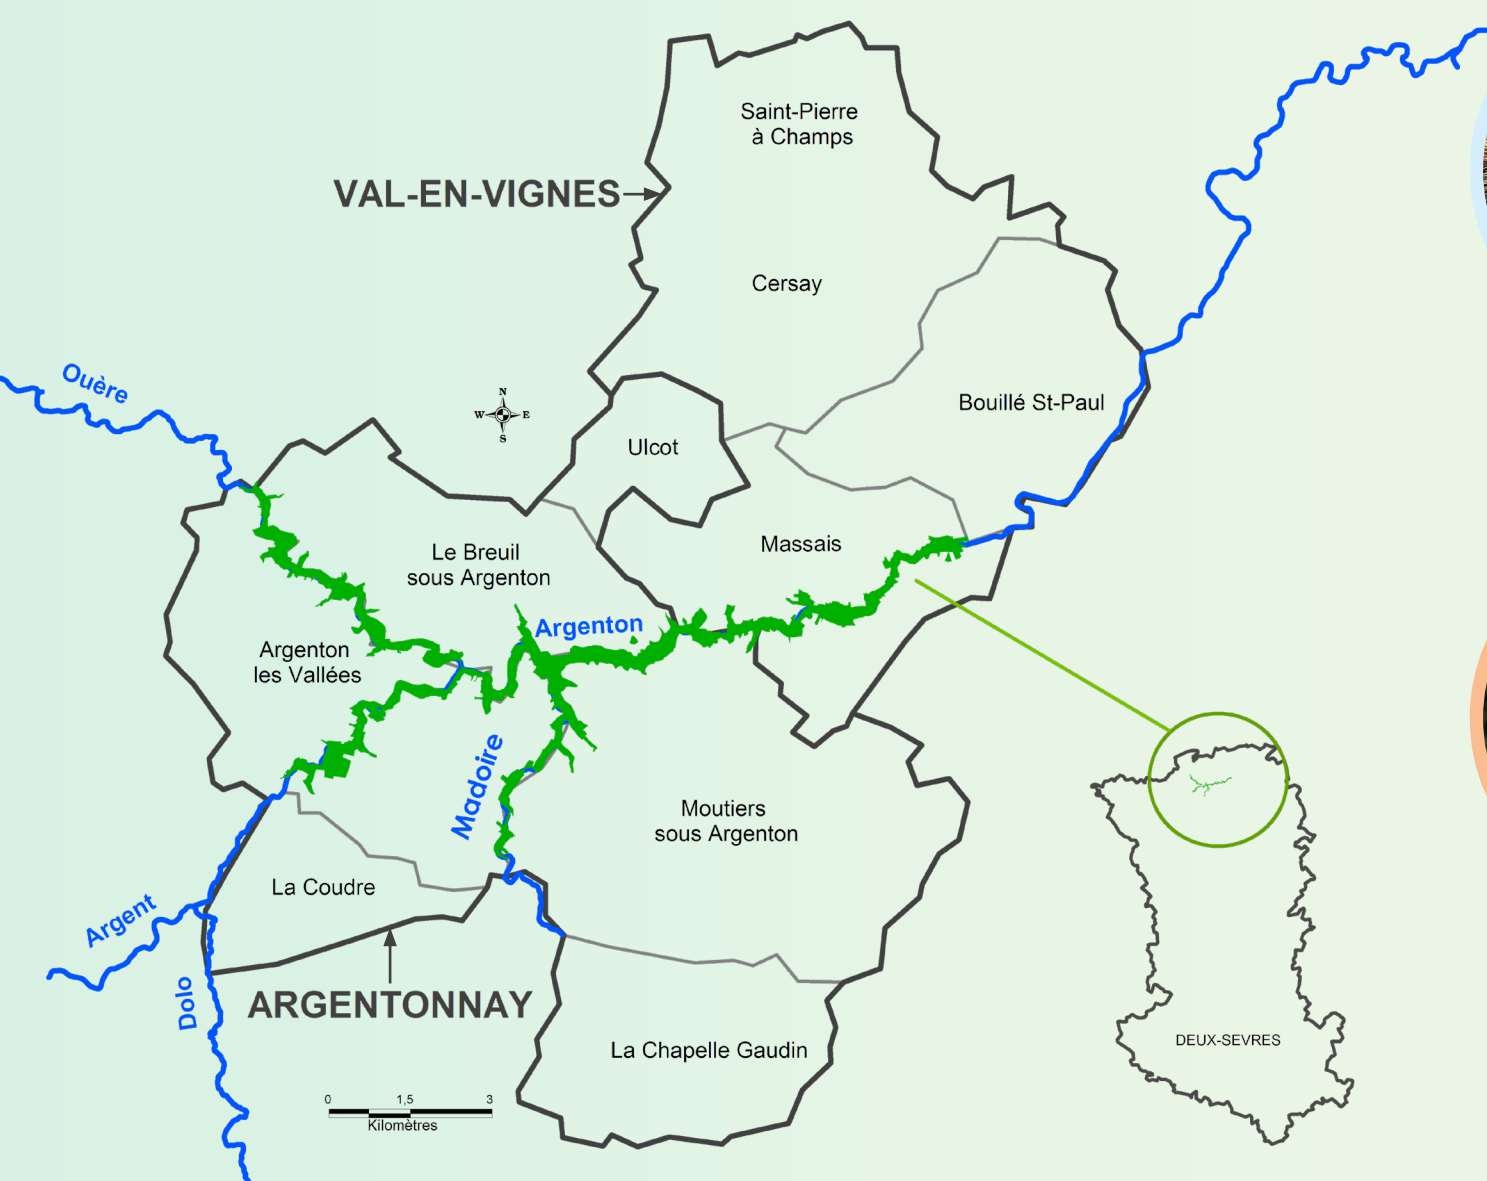 Saint-Pierre
à Champs
VAL-EN-VIGNES
Cersay
Ouère
N
W E
S
Bouillé St-Paul
Ulcot
Massais
Le Breuil
sous Argenton
Argenton
Argenton
les Vallées
Madoire
Moutiers
sous Argenton
La Coudre
Argent
Dolo
ARGENTONNAY
La Chapelle Gaudin
DEUX-SEVRES
0 1,5 3
Kilomètres